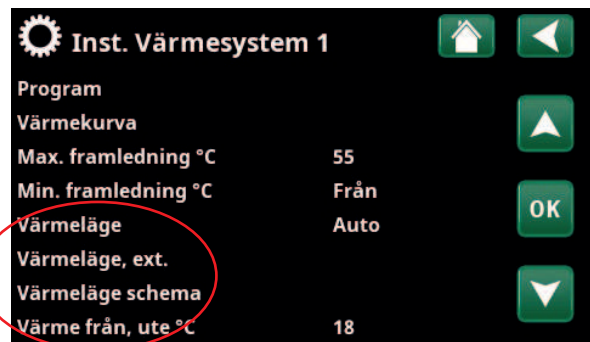 Inst. Värmesystem 1
Program
Värmekurva
Max. framledning °C 55
Min. framledning °C Från
Värmeläge Auto
OK
Värmeläge, ext.
Värmeläge schema
Värme från, ute °C 18